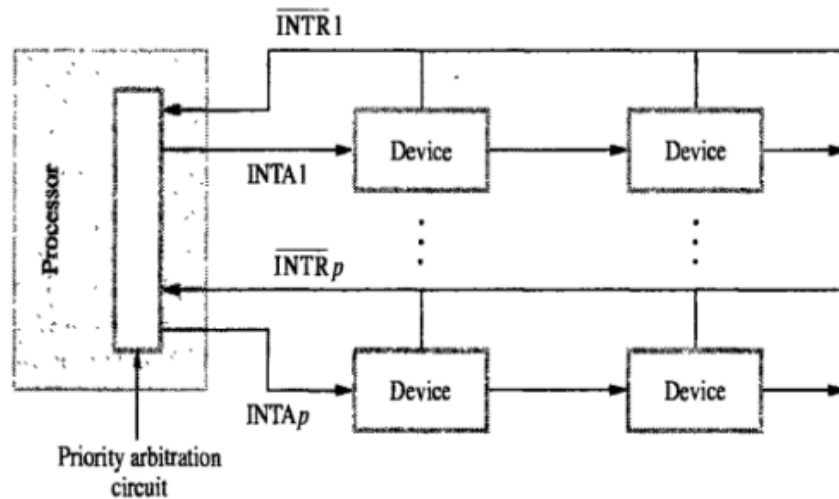 INTR1
Processor
Device
Device
INTA1
INTRp
Device
Device
INTAp
Priority arbitration
circuit